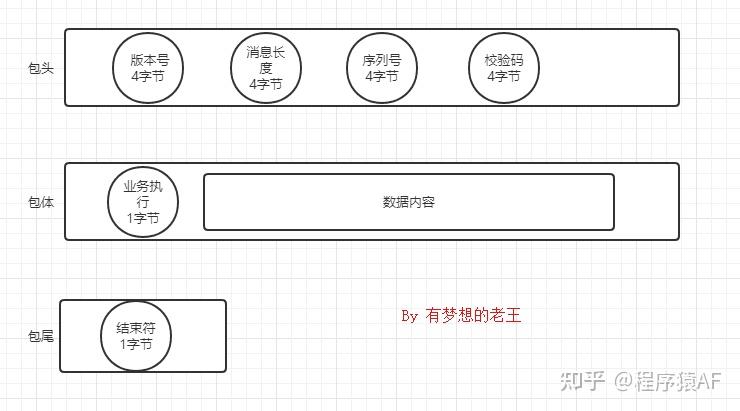 包头
版本号
4字节
消息长
度
4字节
序列号
4字节
校验码
4字节
包体
业务执
行
1字节
数据内容
包尾
结束符
1字节
By 有梦想的老王
知乎 @程序猿AF